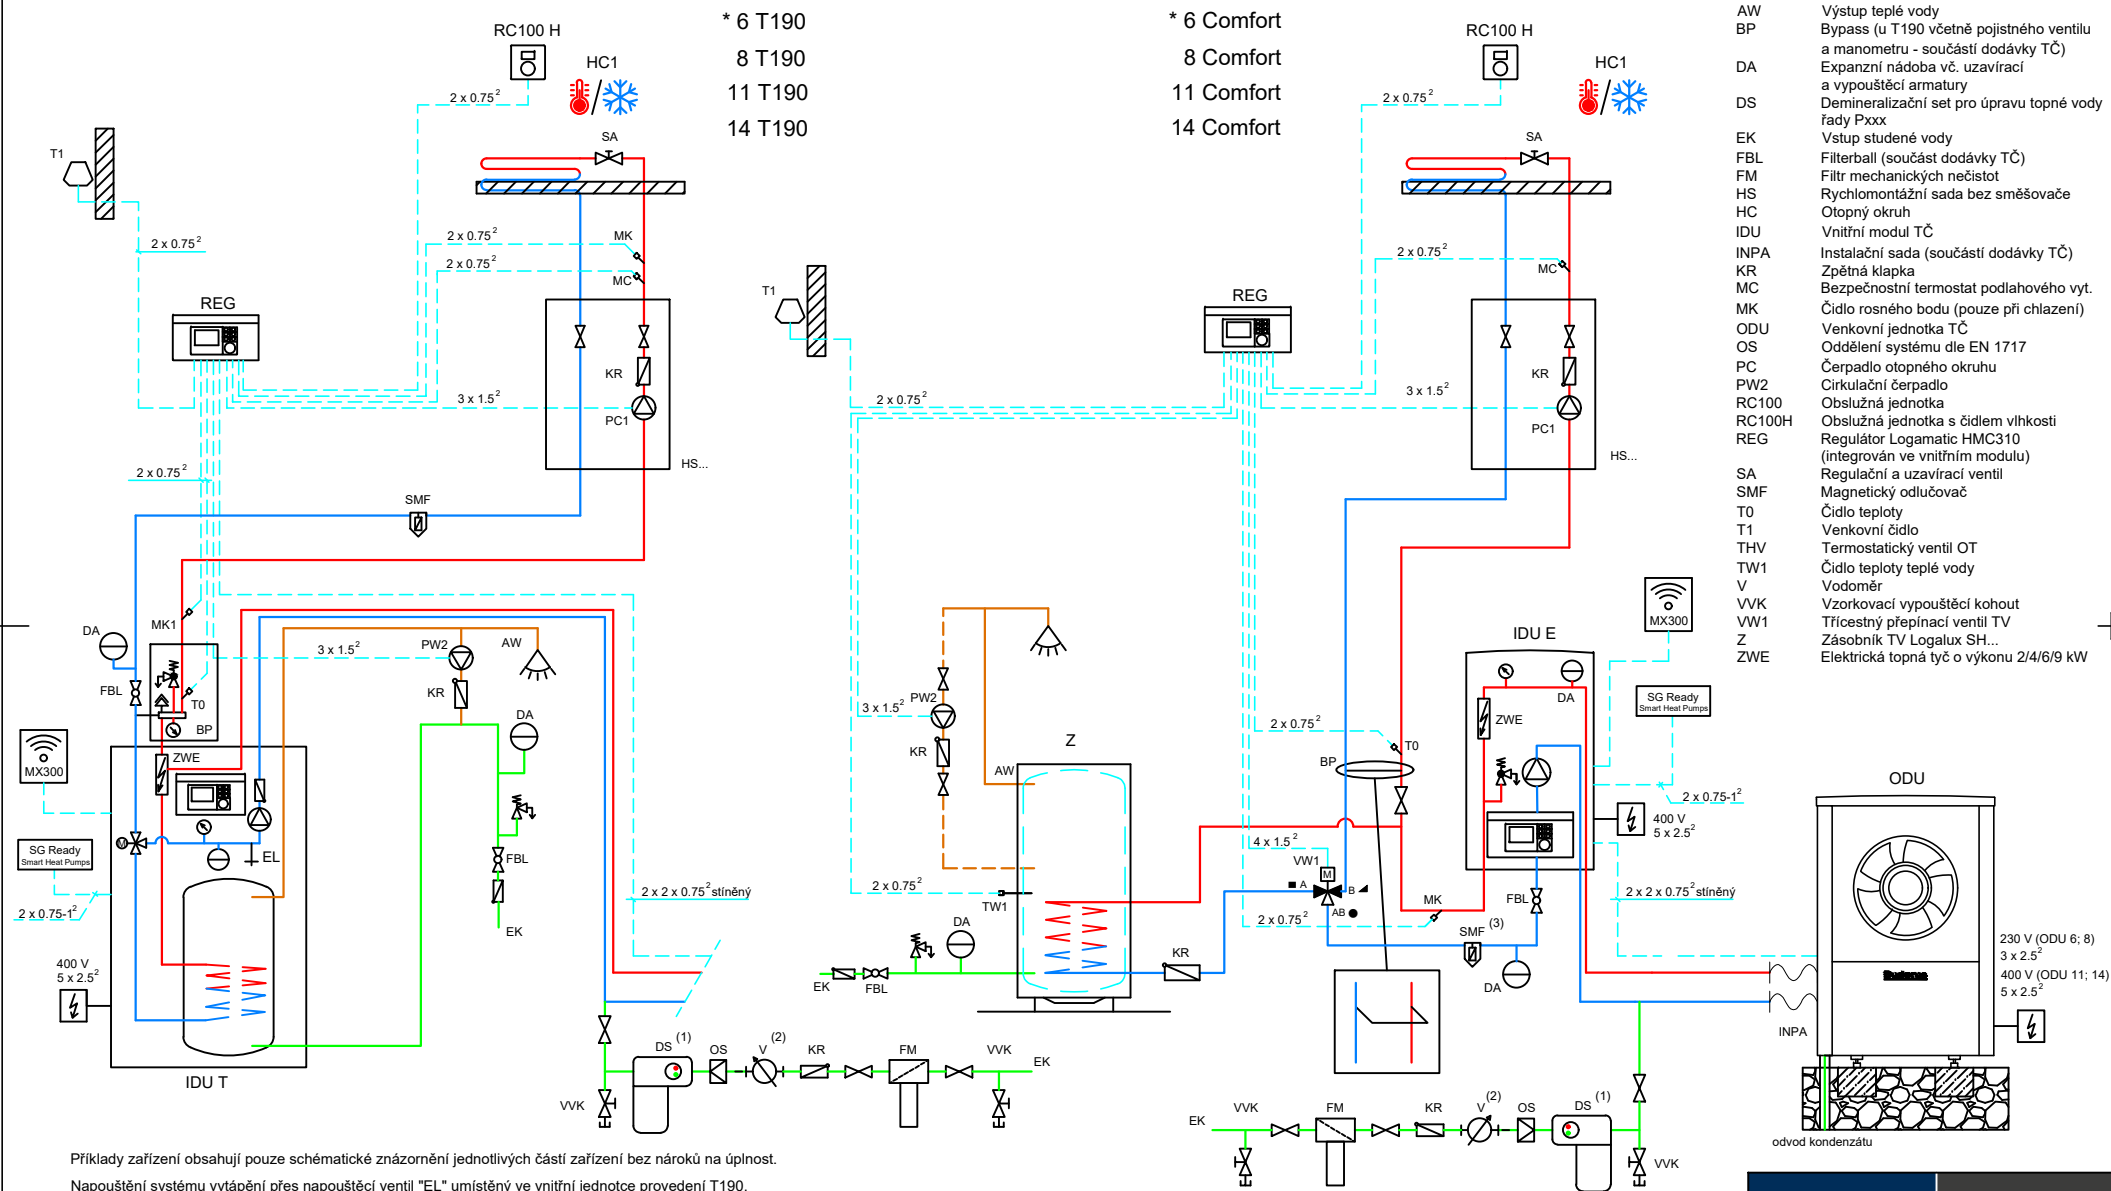 * 6 T190
8 T190
11 T190
14 T190
RC100 H
HC1
2 x 0.75²
SA
T1
2 x 0.75²
2 x 0.75²
MK
2 x 0.75²
MC
REG
KR
3 x 1.5²
PC1
HS...
2 x 0.75²
SMF
MK1
DA
3 x 1.5²
PW2
AW
FBL
T0
KR
BP
DA
MX300
ZWE
EL
FBL
SG Ready
Smart Heat Pumps
2 x 0.75-1²
2 x 2 x 0.75² stíněný
EK
400 V
5 x 2.5²
IDU T
DS (1)
OS
V (2)
KR
FM
VVK
EK
VVK
* 6 Comfort
8 Comfort
11 Comfort
14 Comfort
RC100 H
HC1
2 x 0.75²
SA
2 x 0.75²
MC
T1
REG
KR
2 x 0.75²
3 x 1.5²
PC1
HS...
MX300
IDU E
PW2
3 x 1.5²
KR
2 x 0.75²
T0
Z
BP
AW
DA
ZWE
SG Ready
Smart Heat Pumps
2 x 0.75-1²
400 V
5 x 2.5²
4 x 1.5²
VW1
M
A
B
AB
2 x 0.75²
TW1
MK
FBL
2 x 2 x 0.75² stíněný
2 x 0.75²
SMF (3)
DA
KR
EK
FBL
DA
ODU
230 V (ODU 6; 8)
3 x 2.5²
400 V (ODU 11; 14)
5 x 2.5²
Buderus
INPA
odvod kondenzátu
EK
VVK
FM
KR
V (2)
OS
DS (1)
VVK
AW Výstup teplé vody
BP Bypass (u T190 včetně pojistného ventilu
a manometru - součástí dodávky TČ)
DA Expanzní nádoba vč. uzavírací
a vypouštěcí armatury
DS Demineralizační set pro úpravu topné vody
řady Pxxx
EK Vstup studené vody
FBL Filterball (součást dodávky TČ)
FM Filtr mechanických nečistot
HS Rychlomontážní sada bez směšovače
HC Otopný okruh
IDU Vnitřní modul TČ
INPA Instalační sada (součástí dodávky TČ)
KR Zpětná klapka
MC Bezpečnostní termostat podlahového vyt.
MK Čidlo rosného bodu (pouze při chlazení)
ODU Venkovní jednotka TČ
OS Oddělení systému dle EN 1717
PC Čerpadlo otopného okruhu
PW2 Cirkulační čerpadlo
RC100 Obslužná jednotka
RC100H Obslužná jednotka s čidlem vlhkosti
REG Regulátor Logamatic HMC310
(integrován ve vnitřním modulu)
SA Regulační a uzavírací ventil
SMF Magnetický odlučovač
T0 Čidlo teploty
T1 Venkovní čidlo
THV Termostatický ventil OT
TW1 Čidlo teploty teplé vody
V Vodoměr
VVK Vzorkovací vypouštěcí kohout
VW1 Třícestný přepínací ventil TV
Z Zásobník TV Logalux SH...
ZWE Elektrická topná tyč o výkonu 2/4/6/9 kW
Příklady zařízení obsahují pouze schématické znázornění jednotlivých částí zařízení bez nároků na úplnost.
Napouštění systému vytápění přes napouštěcí ventil "EL" umístěný ve vnitřní jednotce provedení T190.